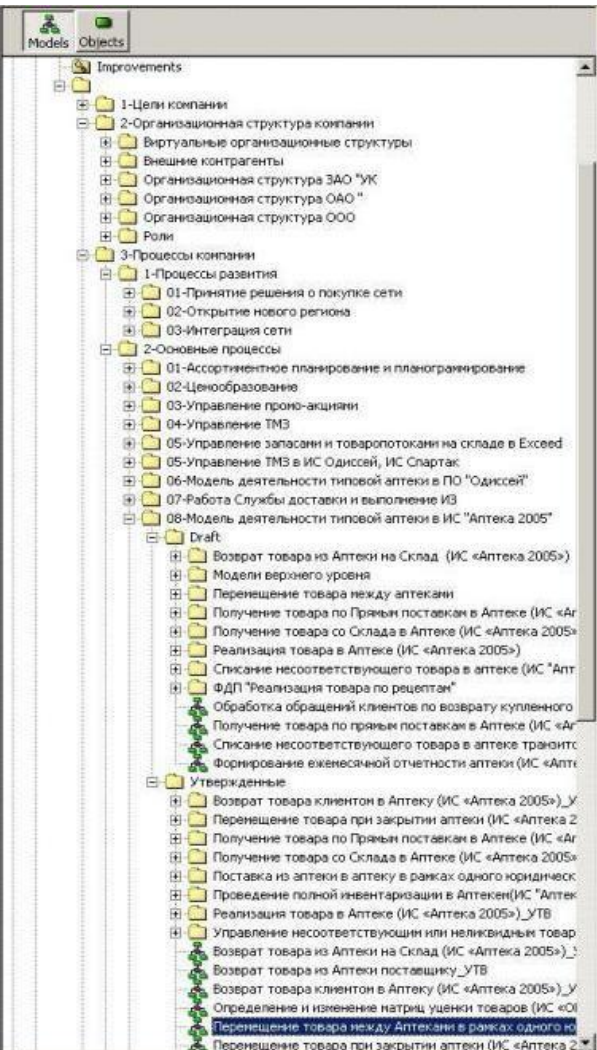 Models Objects
Improvements
1-Цели компании
2-Организационная структура компании
Виртуальные организационные структуры
Внешние контрагенты
Организационная структура ЗАО "УК
Организационная структура ОАО "
Организационная структура ООО
Роли
3-Процессы компании
1-Процессы развития
01-Принятие решения о покупке сети
02-Открытие нового региона
03-Интеграция сети
2-Основные процессы
01-Ассортиментное планирование и планограммирование
02-Ценообразование
03-Управление промо-акциями
04-Управление ТМЗ
05-Управление запасами и товаропотоками на складе в Exceed
05-Управление ТМЗ в ИС Одиссей, ИС Спартак
06-Модель деятельности типовой аптеки в ПО "Одиссей"
07-Работа Службы доставки и выполнение ИЗ
08-Модель деятельности типовой аптеки в ИС "Аптека 2005"
Draft
Возврат товара из Аптеки на Склад (ИС «Аптека 2005»)
Модели верхнего уровня
Перемещение товара между аптеками
Получение товара по Прямым поставкам в Аптеке (ИС «Ап
Получение товара со Склада в Аптеке (ИС «Аптека 2005»
Реализация товара в Аптеке (ИС «Аптека 2005»)
Списание несоответствующего товара в аптеке (ИС "Апт
ФДП "Реализация товара по рецептам"
Обработка обращений клиентов по возврату купленного
Получение товара по прямым поставкам в Аптеке (ИС «Ап
Списание несоответствующего товара в аптеке транзито
Формирование ежемесячной отчетности аптеки (ИС «Апте
Утвержденные
Возврат товара клиентом в Аптеку (ИС «Аптека 2005»)_У
Перемещение товара при закрытии аптеки (ИС «Аптека 2
Получение товара по Прямым поставкам в Аптеке (ИС «Ап
Получение товара со Склада в Аптеке (ИС «Аптека 2005»
Поставка из аптеки в аптеку в рамках одного юридическ
Проведение полной инвентаризации в Аптекеи(ИС "Аптек
Реализация товара в Аптеке (ИС «Аптека 2005»)_УТВ
Управление несоответствующим или неликвидным товар
Возврат товара из Аптеки на Склад (ИС «Аптека 2005»)_У
Возврат товара из Аптеки поставщику_УТВ
Возврат товара клиентом в Аптеку (ИС «Аптека 2005»)_У
Определение и изменение матриц уценки товаров (ИС «О
Перемещение товара между Аптеками в рамках одного ю
Перемещение товара при закрытии аптеки (ИС «Аптека 2